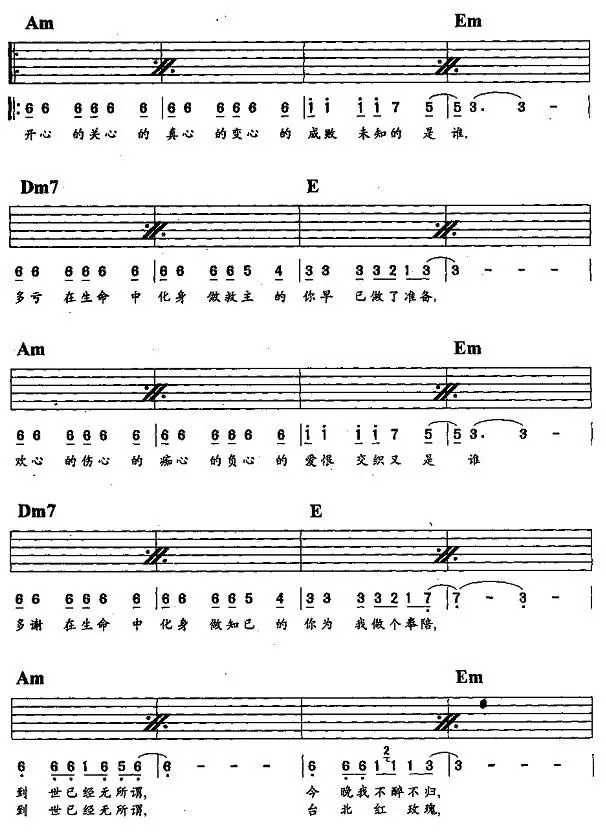 Am Em
6 6 6 6 6 6 | 6 6 6 6 6 6 | i i i i 7 5 | 5 3. 3 -
开心 的关心 的 真心 的变心 的 成败 未知的 是 谁.
Dm7 E
6 6 6 6 6 6 | 6 6 6 6 5 4 | 3 3 3 3 2 1 3 | 3 - - -
多亏 在生命 中 化身 做救主 的 你早 已做了准备,
Am Em
6 6 6 6 6 6 | 6 6 6 6 6 6 | i i i i 7 5 | 5 3. 3 -
欢心 的伤心 的 痴心 的负心 的 爱恨 交织又 是 谁
Dm7 E
6 6 6 6 6 6 | 6 6 6 6 5 4 | 3 3 3 3 2 1 7 | 7 - 3 -
多谢 在生命 中 化身 做知已 的 你为 我做个奉陪,
Am Em
6 6 6 1 6 5 6 | 6 - - - | 6 6 6 1 2 1 1 3 | 3 - - -
到 世已经无所谓, 今 晚我不醉不归,
到 世已经无所谓, 台 北 红 玫瑰,